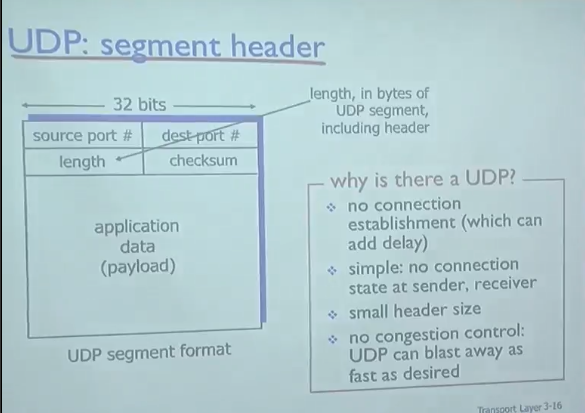 UDP: segment header
32 bits
source port #
dest port #
length
checksum
application
data
(payload)
UDP segment format
length, in bytes of
UDP segment,
including header
why is there a UDP?
❖ no connection
establishment (which can
add delay)
❖ simple: no connection
state at sender, receiver
❖ small header size
❖ no congestion control:
UDP can blast away as
fast as desired
Transport Layer 3-16